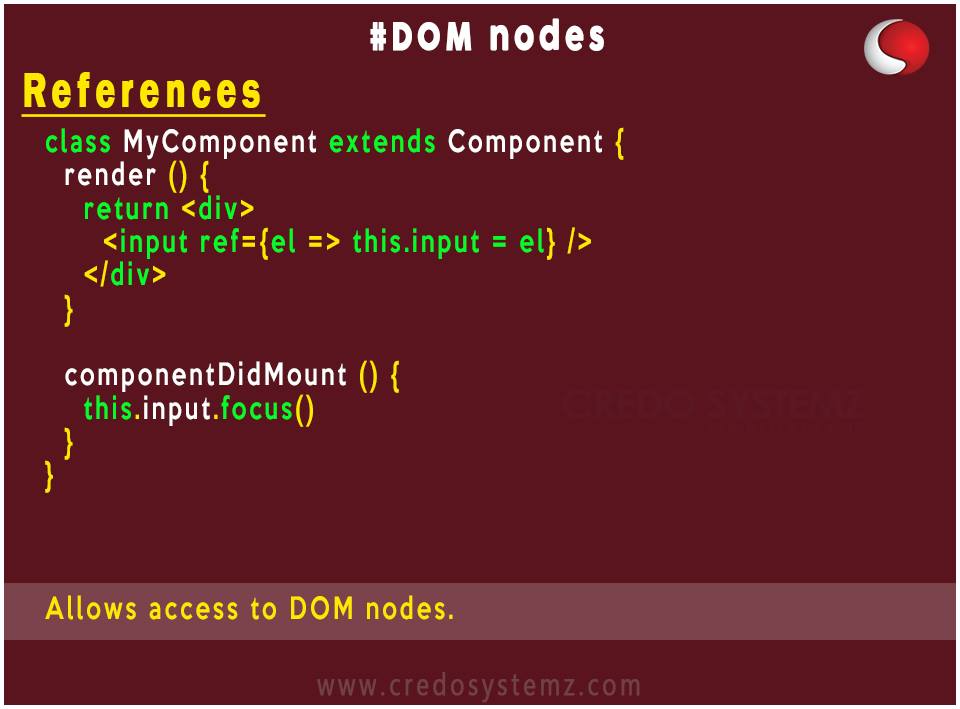 #DOM nodes
References
class MyComponent extends Component {
render () {
return <div>
<input ref={el => this.input = el} />
</div>
}
componentDidMount () {
this.input.focus()
}
}
CREDO SYSTEMZ
Allows access to DOM nodes.
www.credosystemz.com